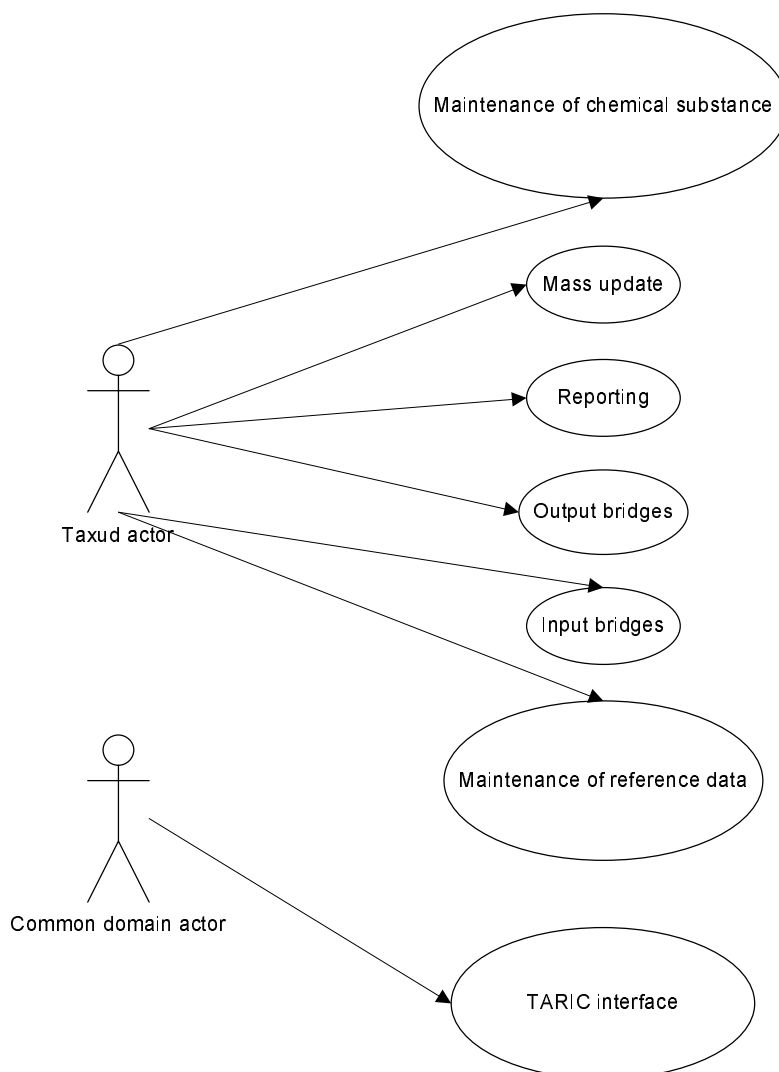 Maintenance of chemical substance
Mass update
Reporting
Output bridges
Taxud actor
Input bridges
Maintenance of reference data
Common domain actor
TARIC interface